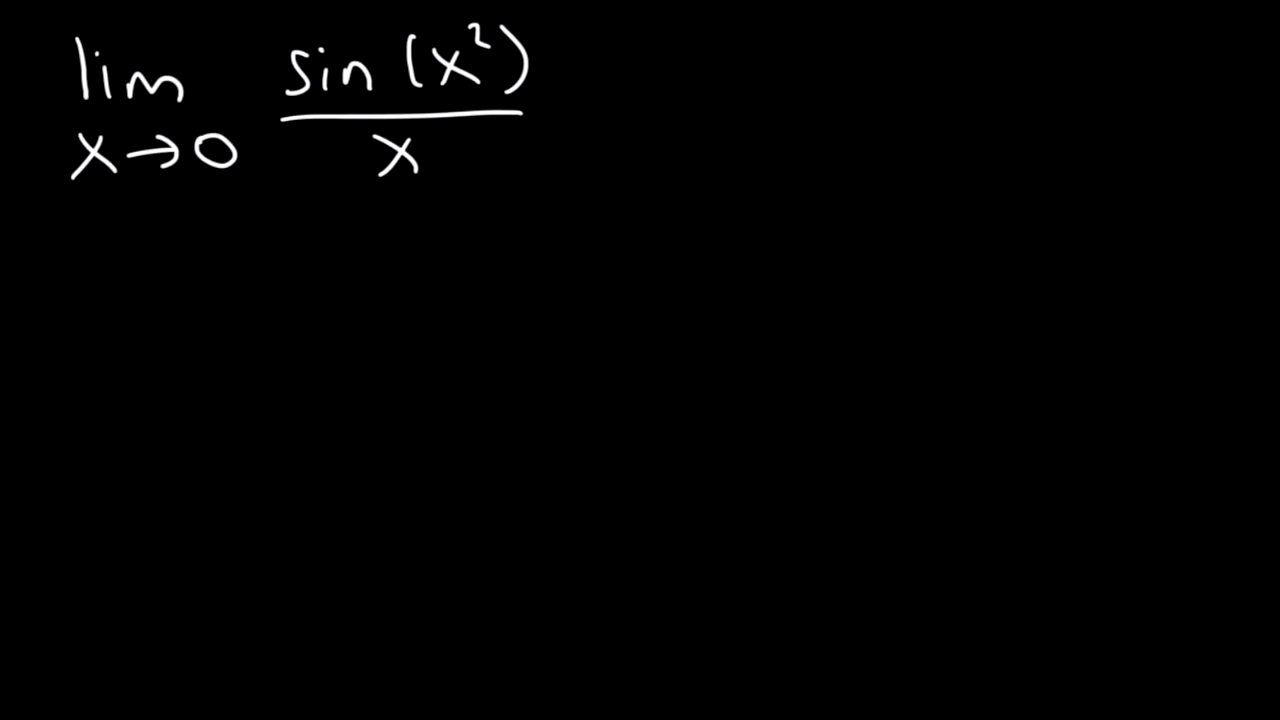 lim sin (x²)
x→0 x